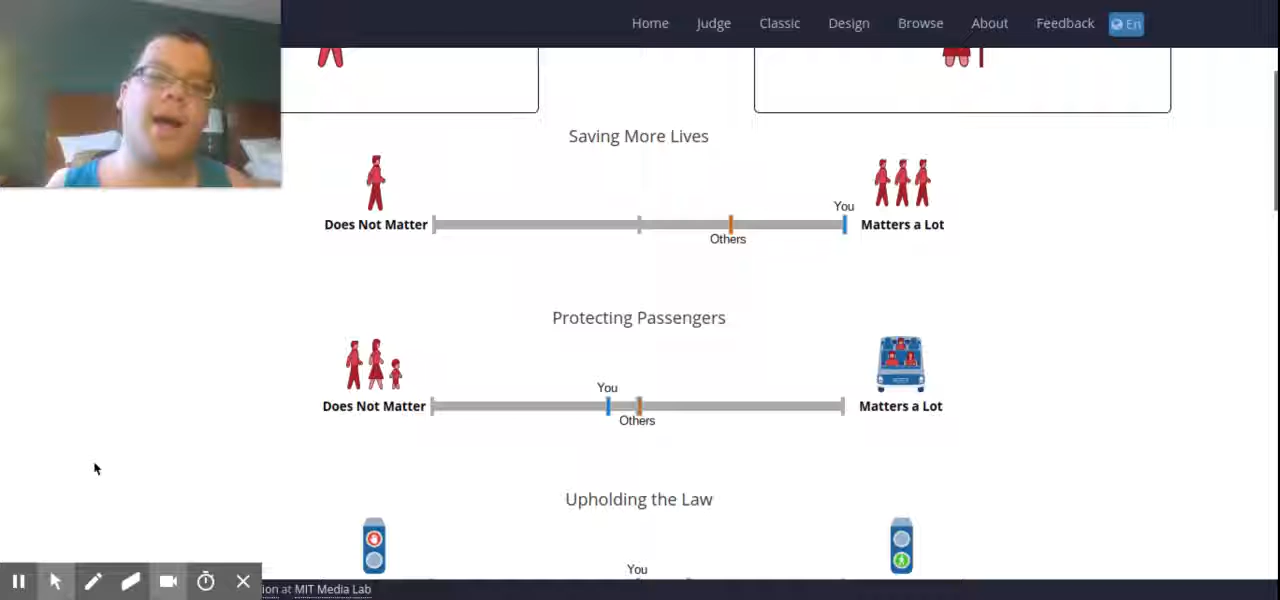 Home Judge Classic Design Browse About Feedback En
Saving More Lives
You
Does Not Matter Matters a Lot
Others
Protecting Passengers
You
Does Not Matter Matters a Lot
Others
Upholding the Law
You
at MIT Media Lab